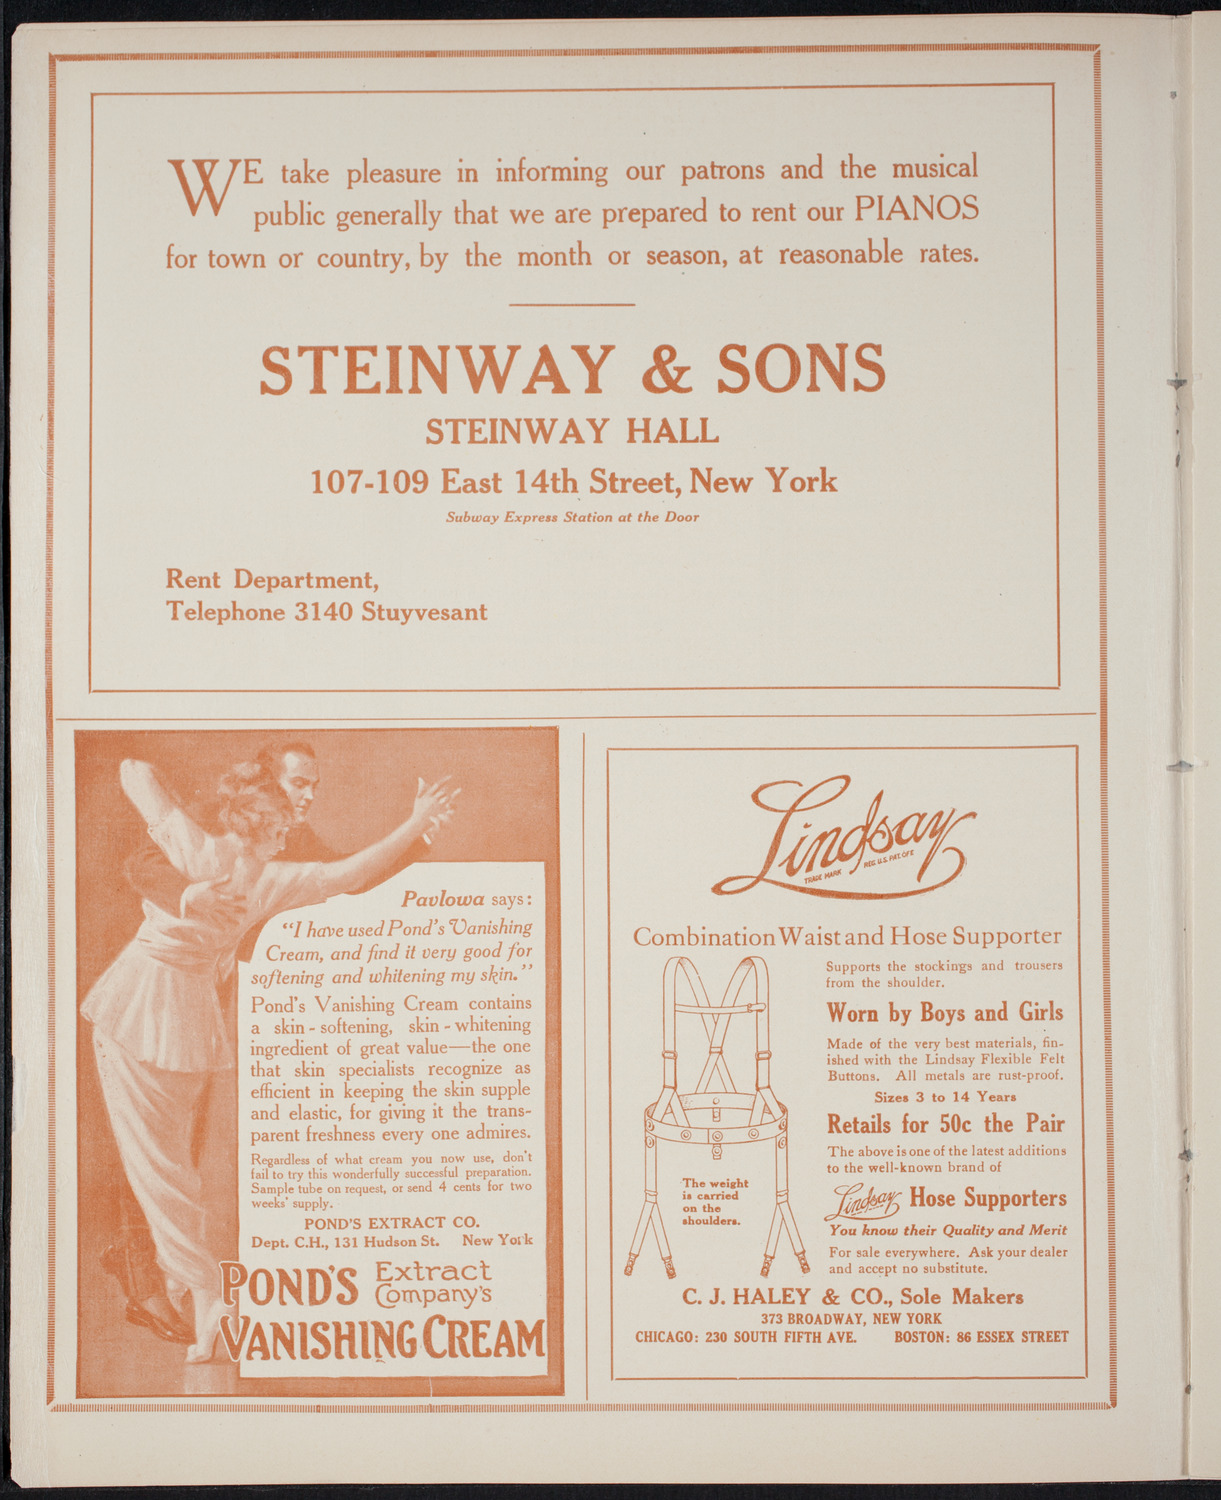 WE take pleasure in informing our patrons and the musical
public generally that we are prepared to rent our PIANOS
for town or country, by the month or season, at reasonable rates.
STEINWAY & SONS
STEINWAY HALL
107-109 East 14th Street, New York
Subway Express Station at the Door
Rent Department,
Telephone 3140 Stuyvesant
Pavlowa says:
“I have used Pond's Vanishing
Cream, and find it very good for
softening and whitening my skin.”
Pond's Vanishing Cream contains
a skin-softening, skin-whitening
ingredient of great value—the one
that skin specialists recognize as
efficient in keeping the skin supple
and elastic, for giving it the trans-
parent freshness every one admires.
Regardless of what cream you now use, don't
fail to try this wonderfully successful preparation.
Sample tube on request, or send 4 cents for two
weeks' supply.
POND'S EXTRACT CO.
Dept. C.H., 131 Hudson St. New York
POND'S Extract Company's
VANISHING CREAM
Lindsay
TRADE MARK REG. U.S. PAT. OFF.
Combination Waist and Hose Supporter
Supports the stockings and trousers
from the shoulder.
Worn by Boys and Girls
Made of the very best materials, fin-
ished with the Lindsay Flexible Felt
Buttons. All metals are rust-proof.
Sizes 3 to 14 Years
Retails for 50c the Pair
The above is one of the latest additions
to the well-known brand of
Lindsay Hose Supporters
You know their Quality and Merit
For sale everywhere. Ask your dealer
and accept no substitute.
The weight
is carried
on the
shoulders.
C. J. HALEY & CO., Sole Makers
373 BROADWAY, NEW YORK
CHICAGO: 230 SOUTH FIFTH AVE. BOSTON: 86 ESSEX STREET